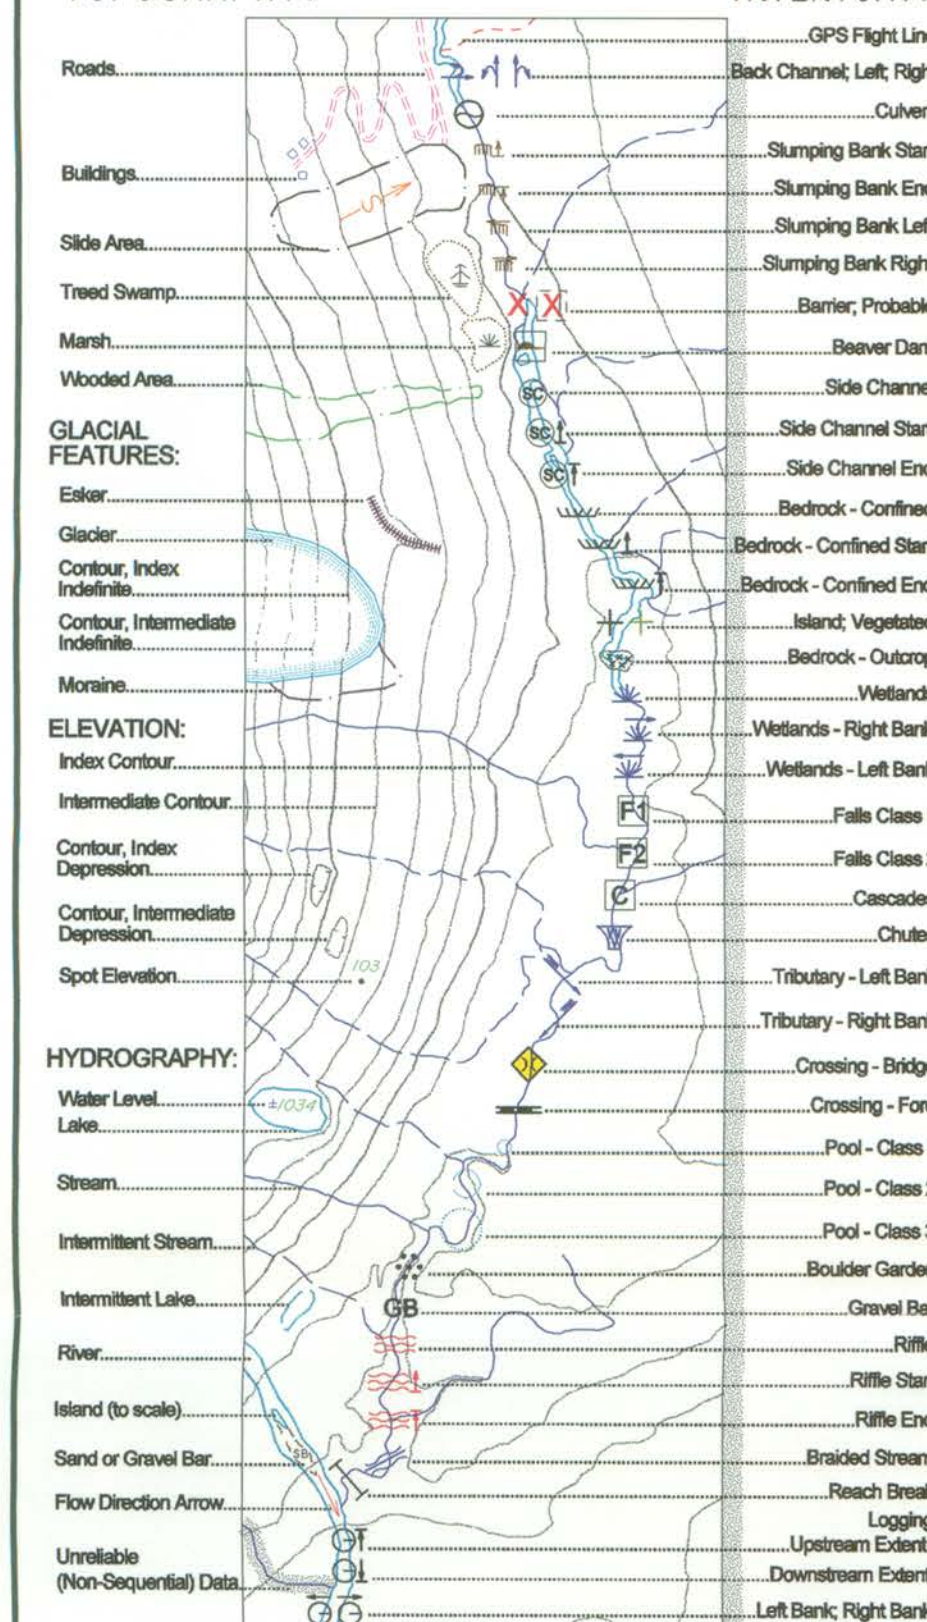 Roads
Buildings
Slide Area
Treed Swamp
Marsh
Wooded Area
GLACIAL
FEATURES:
Esker
Glacier
Contour, Index
Indefinite
Contour, Intermediate
Indefinite
Moraine
ELEVATION:
Index Contour
Intermediate Contour
Contour, Index
Depression
Contour, Intermediate
Depression
Spot Elevation
HYDROGRAPHY:
Water Level
Lake
Stream
Intermittent Stream
Intermittent Lake
River
Island (to scale)
Sand or Gravel Bar
Flow Direction Arrow
Unreliable
(Non-Sequential) Data
S
X X
SC
SC
SC
F1
F2
C
103
±1034
GB
SB
GPS Flight Line
Back Channel; Left; Righ
Culver
Slumping Bank Star
Slumping Bank End
Slumping Bank Lef
Slumping Bank Righ
Barrier; Probable
Beaver Dam
Side Channe
Side Channel Star
Side Channel End
Bedrock - Confined
Bedrock - Confined Star
Bedrock - Confined End
Island; Vegetated
Bedrock - Outcrop
Wetlands
Wetlands - Right Bank
Wetlands - Left Bank
Falls Class
Falls Class
Cascade
Chute
Tributary - Left Bank
Tributary - Right Bank
Crossing - Bridge
Crossing - Ford
Pool - Class
Pool - Class
Pool - Class
Boulder Garde
Gravel Ba
Riffle
Riffle Star
Riffle End
Braided Stream
Reach Break
Logging
Upstream Extent
Downstream Extent
Left Bank; Right Bank